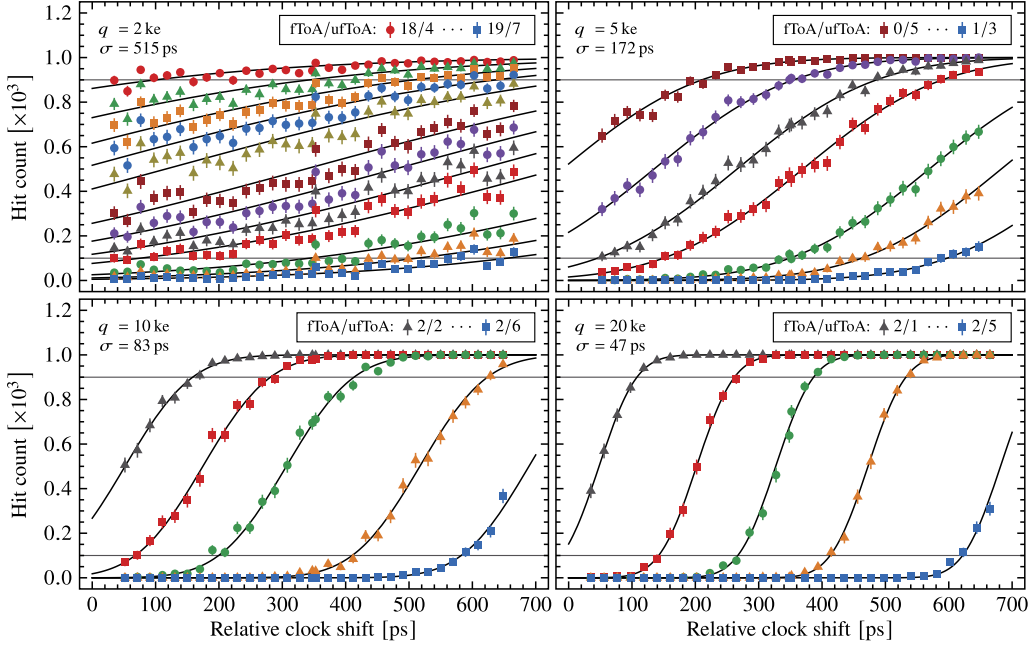 q = 2 ke
σ = 515 ps
fToA/ufToA: 18/4 ··· 19/7
q = 5 ke
σ = 172 ps
fToA/ufToA: 0/5 ··· 1/3
Hit count [×10³]
1.2
1.0
0.8
0.6
0.4
0.2
0.0
q = 10 ke
σ = 83 ps
fToA/ufToA: 2/2 ··· 2/6
q = 20 ke
σ = 47 ps
fToA/ufToA: 2/1 ··· 2/5
Hit count [×10³]
1.2
1.0
0.8
0.6
0.4
0.2
0.0
0 100 200 300 400 500 600 700
0 100 200 300 400 500 600 700
Relative clock shift [ps]
Relative clock shift [ps]